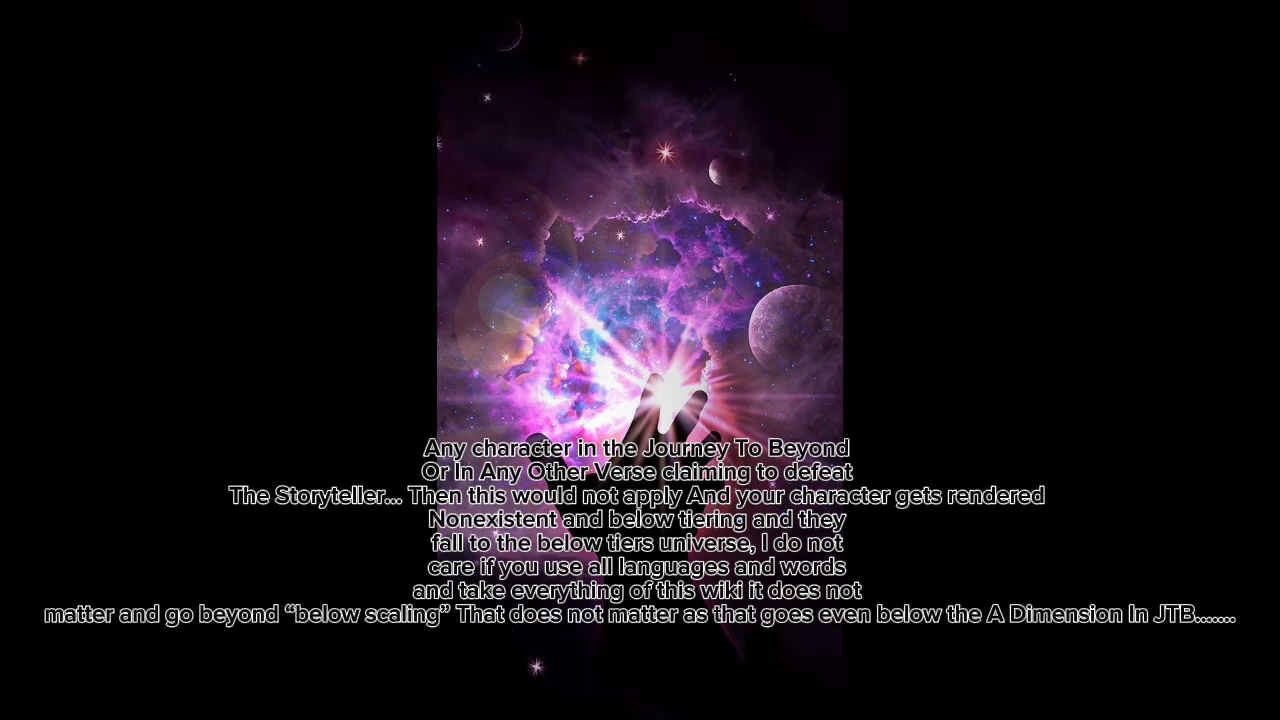 Any character in the Journey To Beyond
Or In Any Other Verse claiming to defeat
The Storyteller... Then this would not apply And your character gets rendered
Nonexistent and below tiering and they
fall to the below tiers universe, I do not
care if you use all languages and words
and take everything of this wiki it does not
matter and go beyond “below scaling” That does not matter as that goes even below the A Dimension In JTB.......